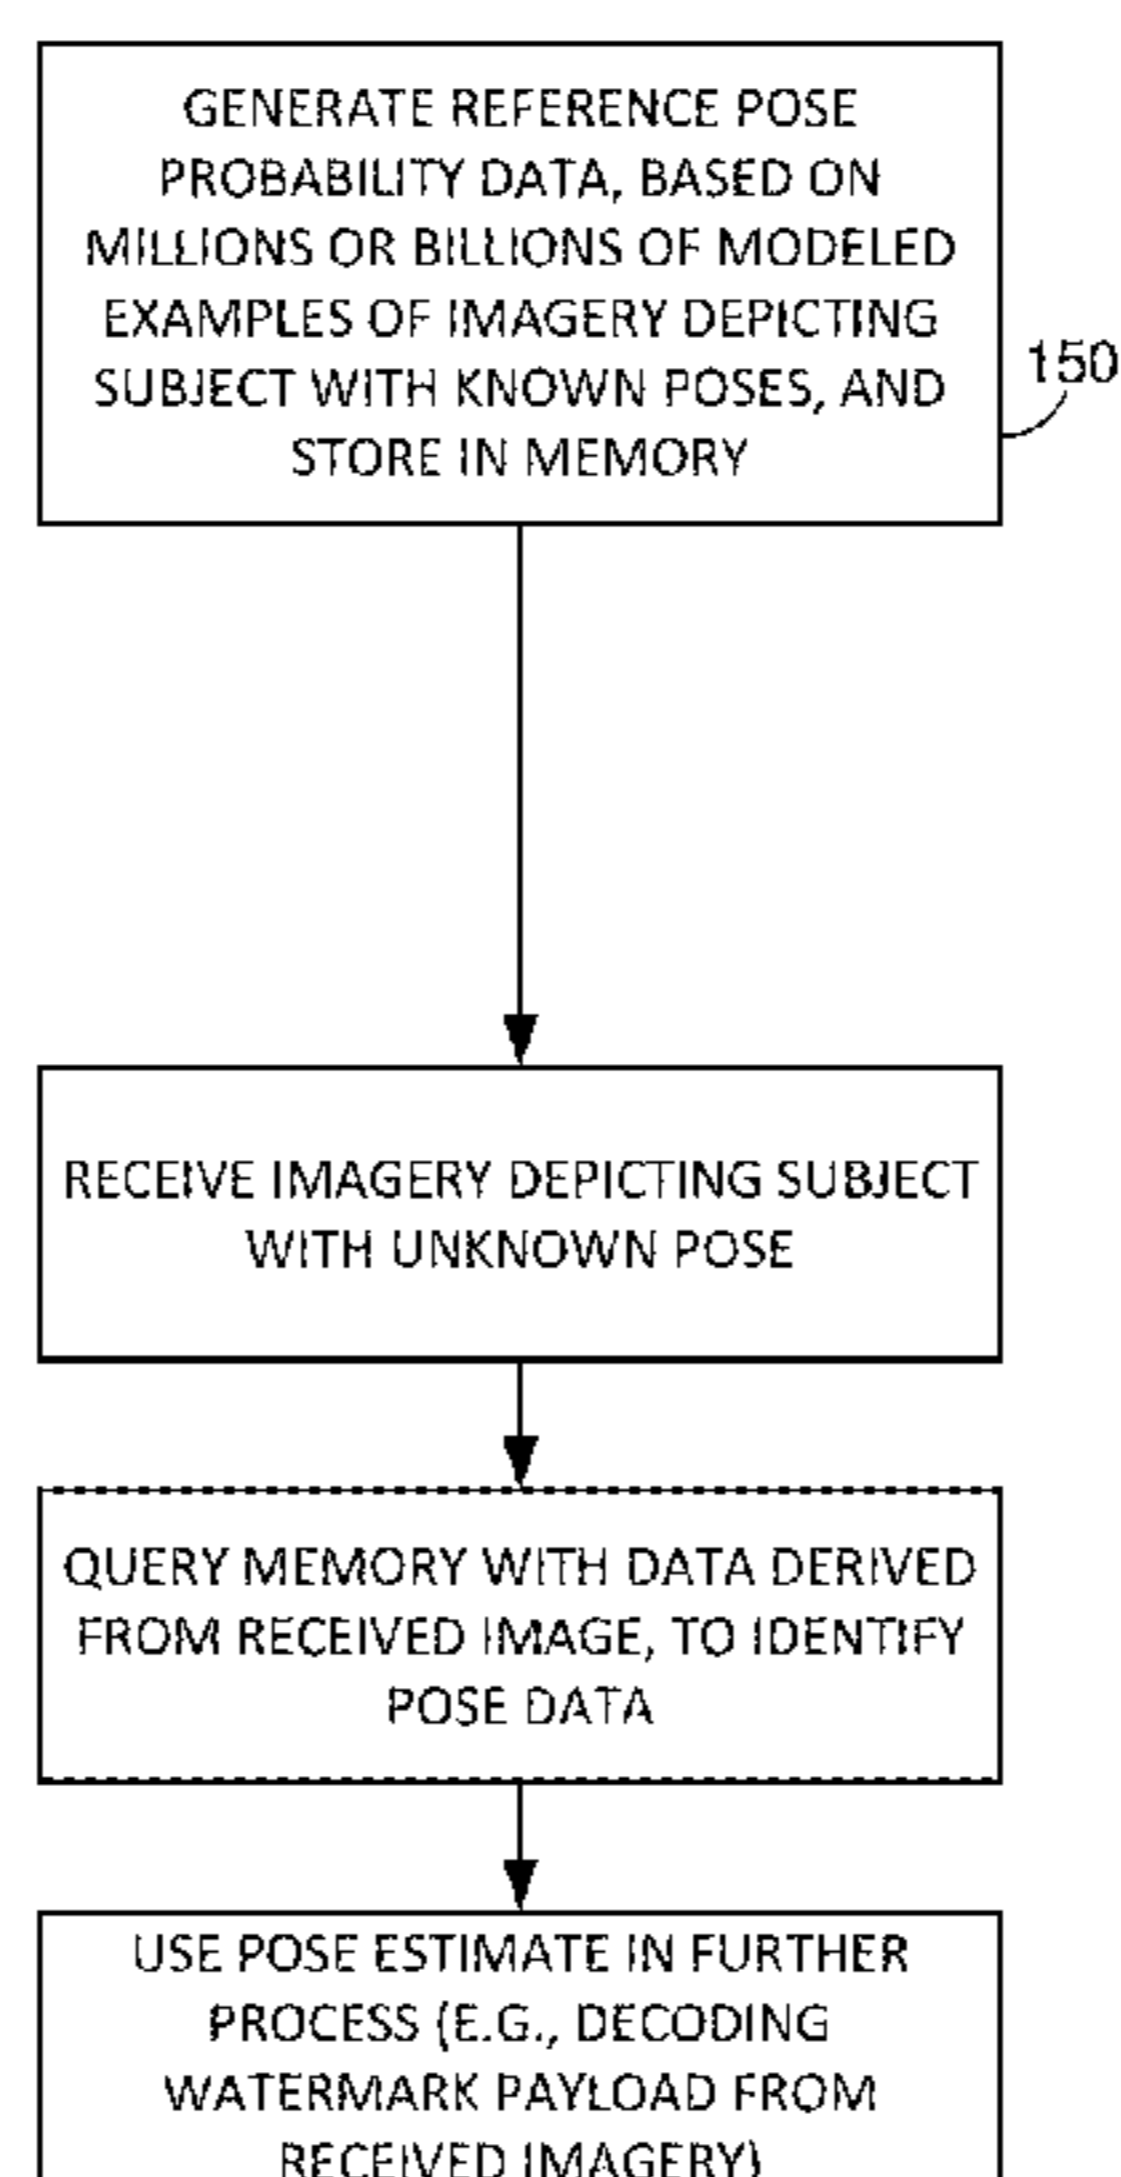 GENERATE REFERENCE POSE
PROBABILITY DATA, BASED ON
MILLIONS OR BILLIONS OF MODELED
EXAMPLES OF IMAGERY DEPICTING
SUBJECT WITH KNOWN POSES, AND
STORE IN MEMORY
150
RECEIVE IMAGERY DEPICTING SUBJECT
WITH UNKNOWN POSE
QUERY MEMORY WITH DATA DERIVED
FROM RECEIVED IMAGE, TO IDENTIFY
POSE DATA
USE POSE ESTIMATE IN FURTHER
PROCESS (E.G., DECODING
WATERMARK PAYLOAD FROM
RECEIVED IMAGERY)